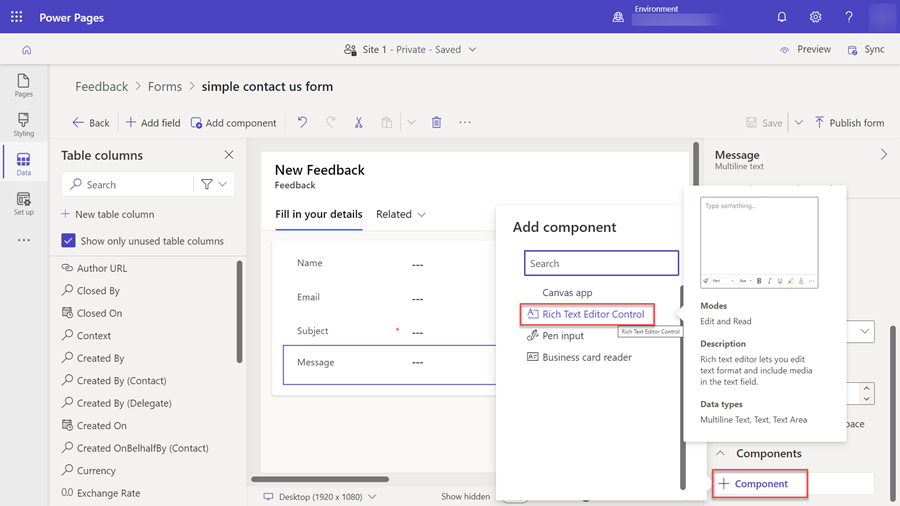 Power Pages
Environment
Site 1 - Private - Saved
Preview
Sync
Pages
Styling
Data
Set up
Feedback > Forms > simple contact us form
Back
Add field
Add component
Save
Publish form
Table columns
Search
New table column
Show only unused table columns
Author URL
Closed By
Closed On
Context
Created By
Created By (Contact)
Created By (Delegate)
Created On
Created OnBelhalfBy (Contact)
Currency
Exchange Rate
New Feedback
Feedback
Fill in your details
Related
Name ---
Email ---
Subject * ---
Message ---
Desktop (1920 x 1080)
Show hidden
Add component
Search
Canvas app
Rich Text Editor Control
Rich Text Editor Control
Pen input
Business card reader
Message
Multiline text
Type something...
Font
Size
B I U A ...
Modes
Edit and Read
Description
Rich text editor lets you edit
text format and include media
in the text field.
Data types
Multiline Text, Text, Text Area
Components
Component